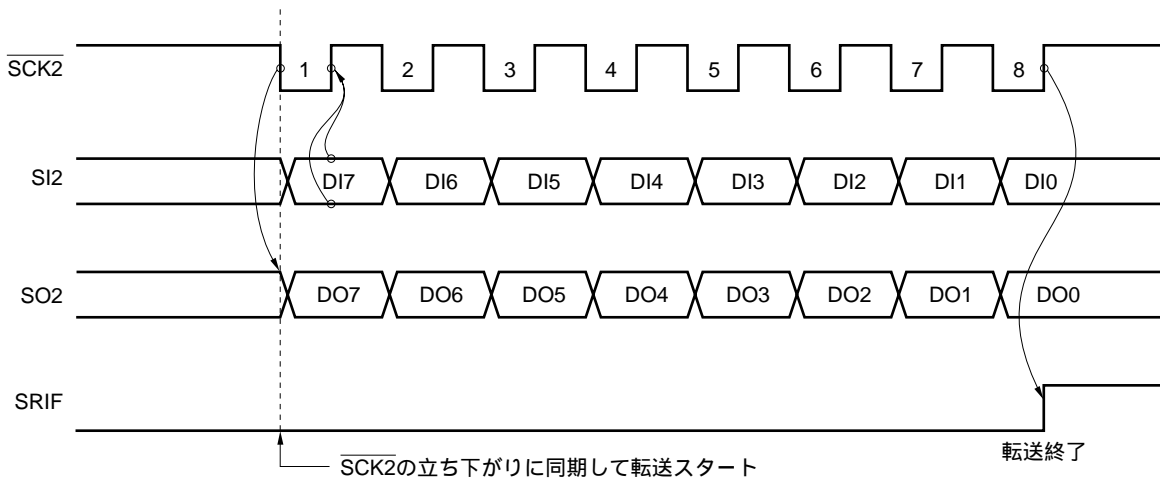 SCK2
1 2 3 4 5 6 7 8
SI2
DI7 DI6 DI5 DI4 DI3 DI2 DI1 DI0
SO2
DO7 DO6 DO5 DO4 DO3 DO2 DO1 DO0
SRIF
転送終了
SCK2の立ち下がりに同期して転送スタート